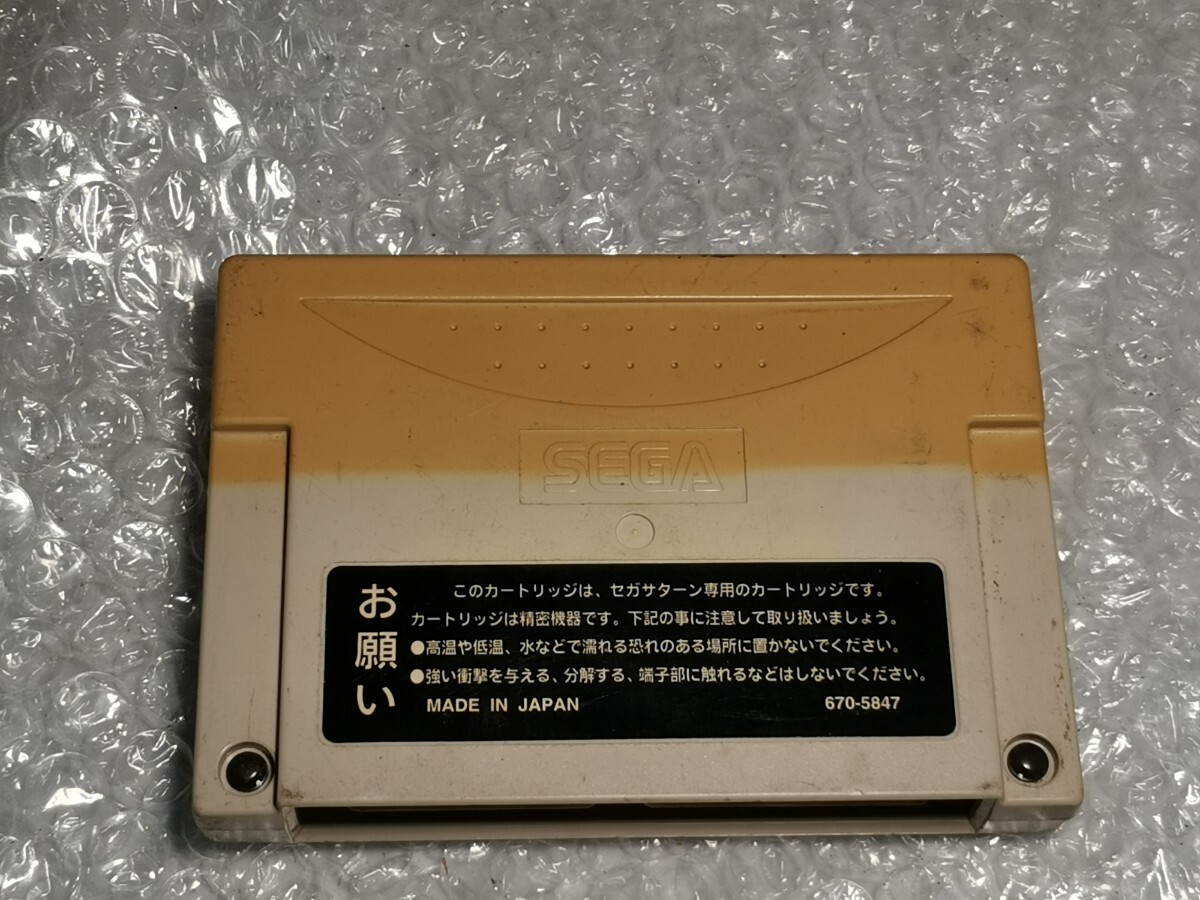 SEGA
お願い
このカートリッジは、セガサターン専用のカートリッジです。
カートリッジは精密機器です。下記の事に注意して取り扱いましょう。
●高温や低温、水などで濡れる恐れのある場所に置かないでください。
●強い衝撃を与える、分解する、端子部に触れるなどはしないでください。
MADE IN JAPAN 670-5847